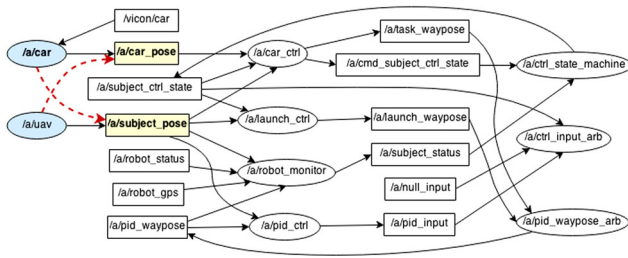 /vicon/car
/a/car
/a/car_pose
/a/car_ctrl
/a/task_waypose
/a/subject_ctrl_state
/a/cmd_subject_ctrl_state
/a/ctrl_state_machine
/a/uav
/a/subject_pose
/a/launch_ctrl
/a/launch_waypose
/a/ctrl_input_arb
/a/robot_status
/a/robot_monitor
/a/subject_status
/a/robot_gps
/a/null_input
/a/pid_waypose
/a/pid_ctrl
/a/pid_input
/a/pid_waypose_arb